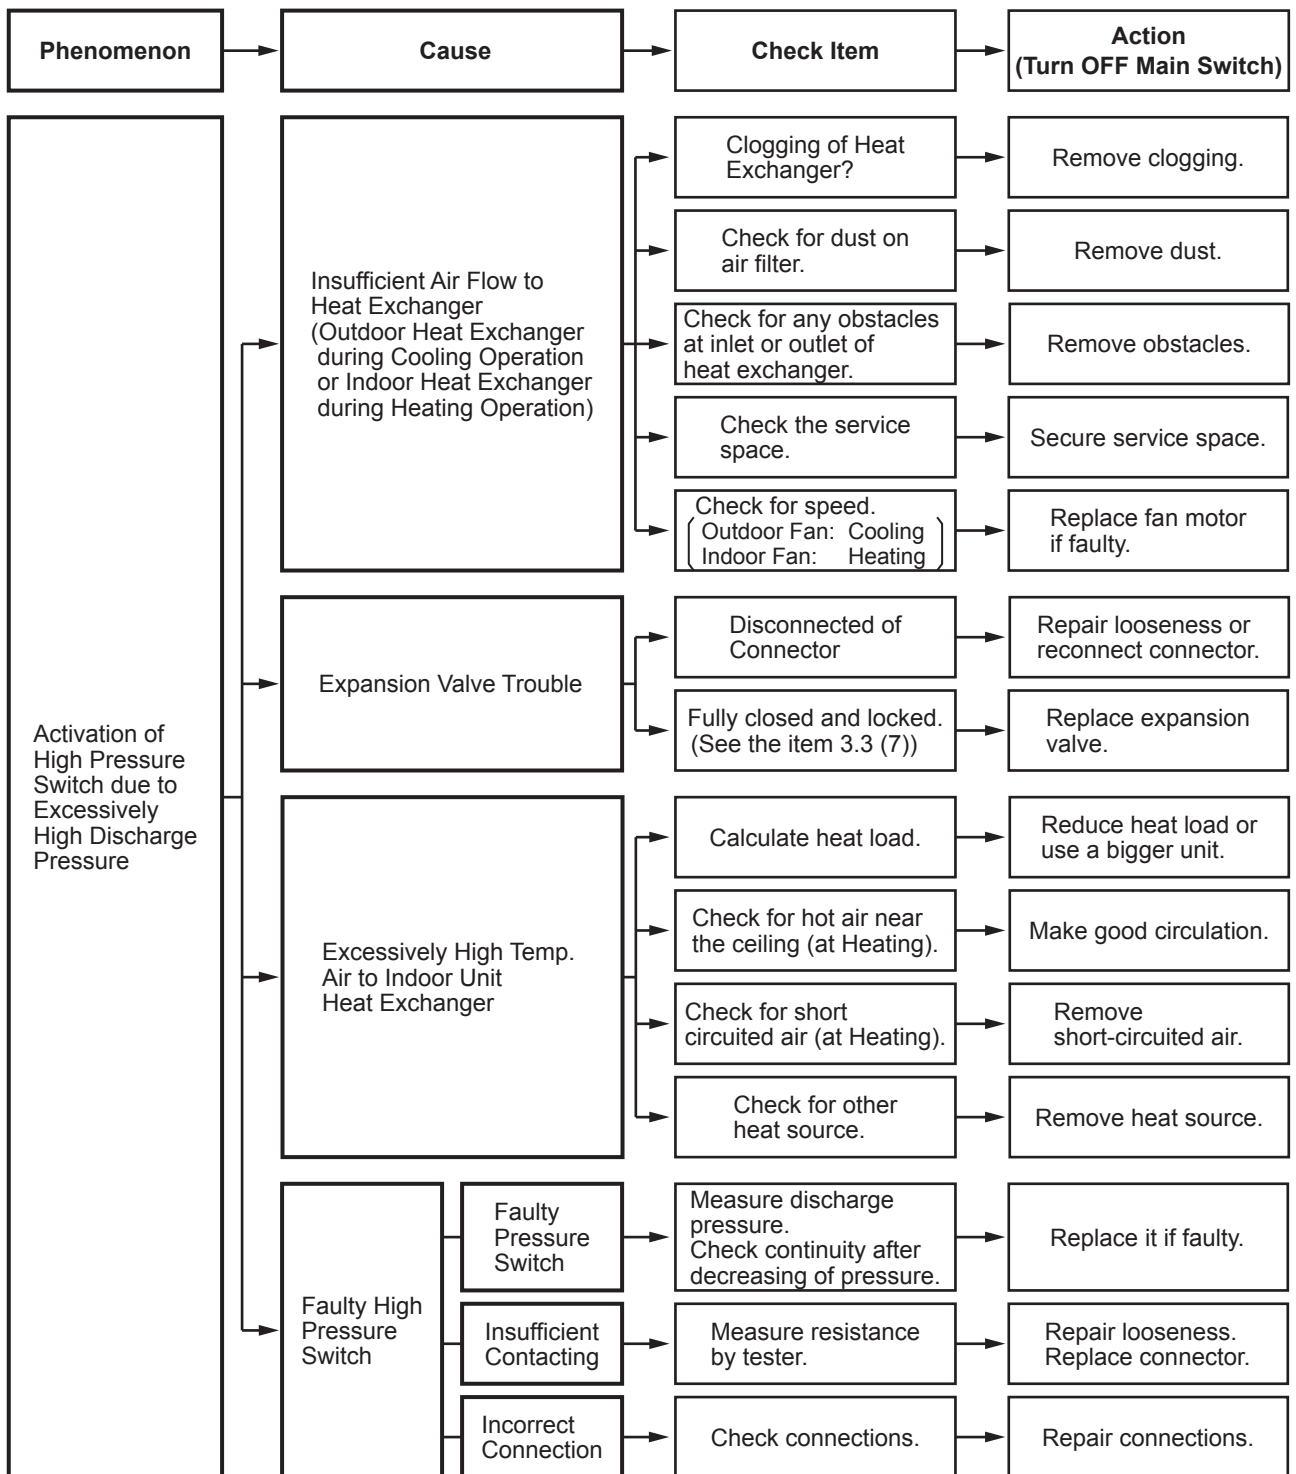 Phenomenon
Cause
Check Item
Action
(Turn OFF Main Switch)
Activation of
High Pressure
Switch due to
Excessively
High Discharge
Pressure
Insufficient Air Flow to
Heat Exchanger
(Outdoor Heat Exchanger
during Cooling Operation
or Indoor Heat Exchanger
during Heating Operation)
Clogging of Heat
Exchanger?
Remove clogging.
Check for dust on
air filter.
Remove dust.
Check for any obstacles
at inlet or outlet of
heat exchanger.
Remove obstacles.
Check the service
space.
Secure service space.
Check for speed.
Outdoor Fan: Cooling
Indoor Fan: Heating
Replace fan motor
if faulty.
Expansion Valve Trouble
Disconnected of
Connector
Repair looseness or
reconnect connector.
Fully closed and locked.
(See the item 3.3 (7))
Replace expansion
valve.
Excessively High Temp.
Air to Indoor Unit
Heat Exchanger
Calculate heat load.
Reduce heat load or
use a bigger unit.
Check for hot air near
the ceiling (at Heating).
Make good circulation.
Check for short
circuited air (at Heating).
Remove
short-circuited air.
Check for other
heat source.
Remove heat source.
Faulty High
Pressure
Switch
Faulty
Pressure
Switch
Measure discharge
pressure.
Check continuity after
decreasing of pressure.
Replace it if faulty.
Insufficient
Contacting
Measure resistance
by tester.
Repair looseness.
Replace connector.
Incorrect
Connection
Check connections.
Repair connections.